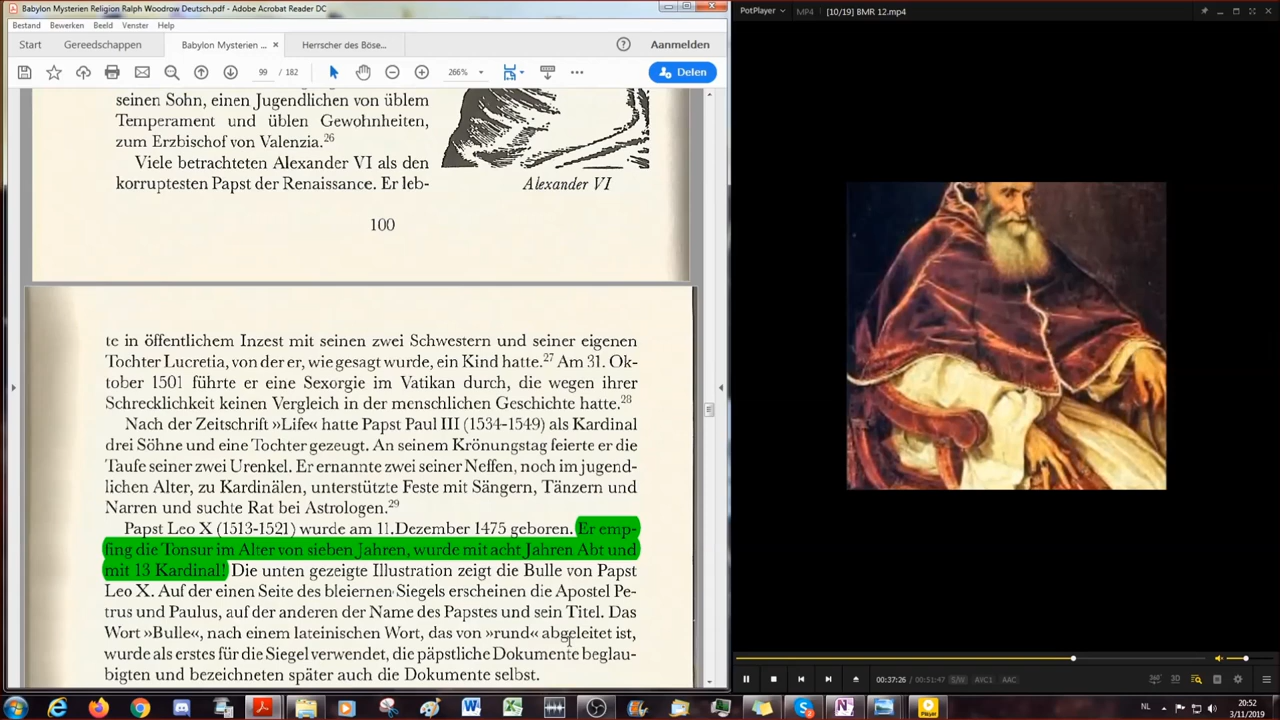 Babylon Mysterien Religion Ralph Woodrow Deutsch.pdf - Adobe Acrobat Reader DC
Bestand Bewerken Beeld Venster Help
Start Gereedschappen Babylon Mysterien ... × Herrscher des Böse... Aanmelden
99 / 182 266% Delen
seinen Sohn, einen Jugendlichen von üblem
Temperament und üblen Gewohnheiten,
zum Erzbischof von Valenzia.26
Viele betrachteten Alexander VI als den
korruptesten Papst der Renaissance. Er leb-
Alexander VI
100
te in öffentlichem Inzest mit seinen zwei Schwestern und seiner eigenen
Tochter Lucretia, von der er, wie gesagt wurde, ein Kind hatte.27 Am 31. Ok-
tober 1501 führte er eine Sexorgie im Vatikan durch, die wegen ihrer
Schrecklichkeit keinen Vergleich in der menschlichen Geschichte hatte.28
Nach der Zeitschrift »Life« hatte Papst Paul III (1534-1549) als Kardinal
drei Söhne und eine Tochter gezeugt. An seinem Krönungstag feierte er die
Taufe seiner zwei Urenkel. Er ernannte zwei seiner Neffen, noch im jugend-
lichen Alter, zu Kardinälen, unterstützte Feste mit Sängern, Tänzern und
Narren und suchte Rat bei Astrologen.29
Papst Leo X (1513-1521) wurde am 11.Dezember 1475 geboren. Er emp-
fing die Tonsur im Alter von sieben Jahren, wurde mit acht Jahren Abt und
mit 13 Kardinal! Die unten gezeigte Illustration zeigt die Bulle von Papst
Leo X. Auf der einen Seite des bleiernen Siegels erscheinen die Apostel Pe-
trus und Paulus, auf der anderen der Name des Papstes und sein Titel. Das
Wort »Bulle«, nach einem lateinischen Wort, das von »rund« abgeleitet ist,
wurde als erstes für die Siegel verwendet, die päpstliche Dokumente beglau-
bigten und bezeichneten später auch die Dokumente selbst.
PotPlayer MP4 [10/19] BMR 12.mp4
00:37:26 / 00:51:47 S/W AVC1 AAC
360° 3D
NL 20:52
3/11/2019